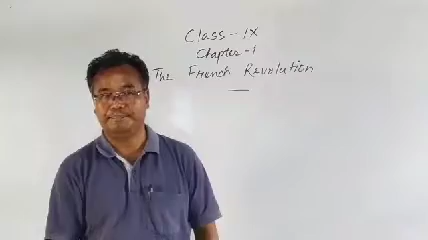 Class - IX
Chapter - 1
The French Revolution